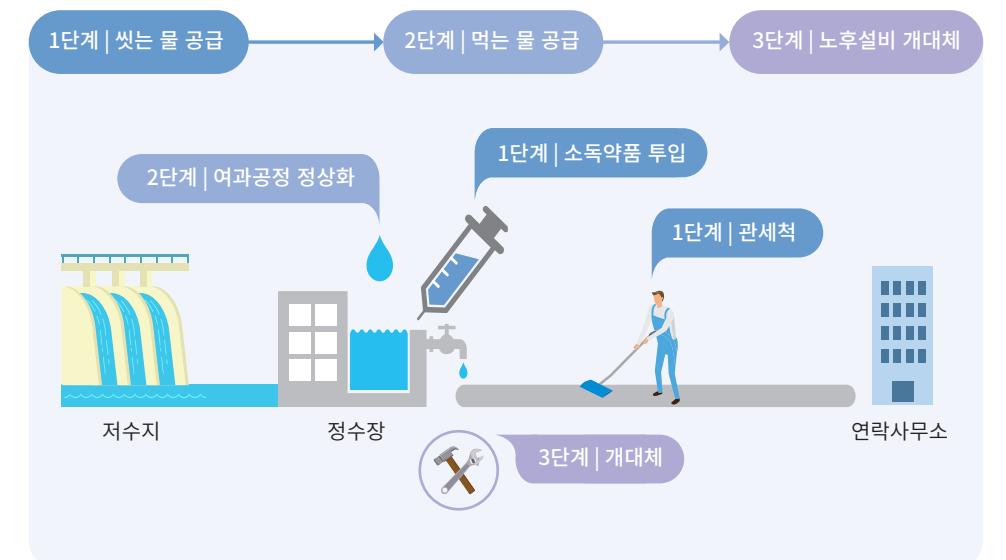 1단계 | 씻는 물 공급
2단계 | 먹는 물 공급
3단계 | 노후설비 개대체
1단계 | 소독약품 투입
2단계 | 여과공정 정상화
1단계 | 관세척
저수지
정수장
연락사무소
3단계 | 개대체